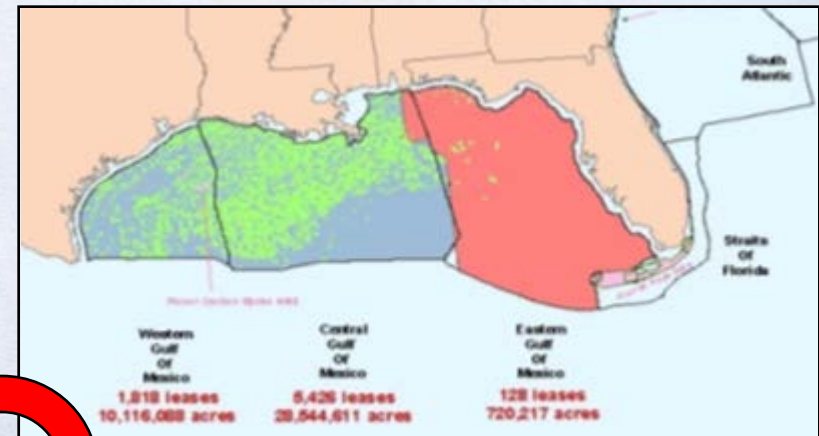 South
Atlantic
Straits
Of
Florida
Western
Gulf
Of
Mexico
1,818 leases
10,116,088 acres
Central
Gulf
Of
Mexico
5,426 leases
28,544,611 acres
Eastern
Gulf
Of
Mexico
128 leases
720,217 acres